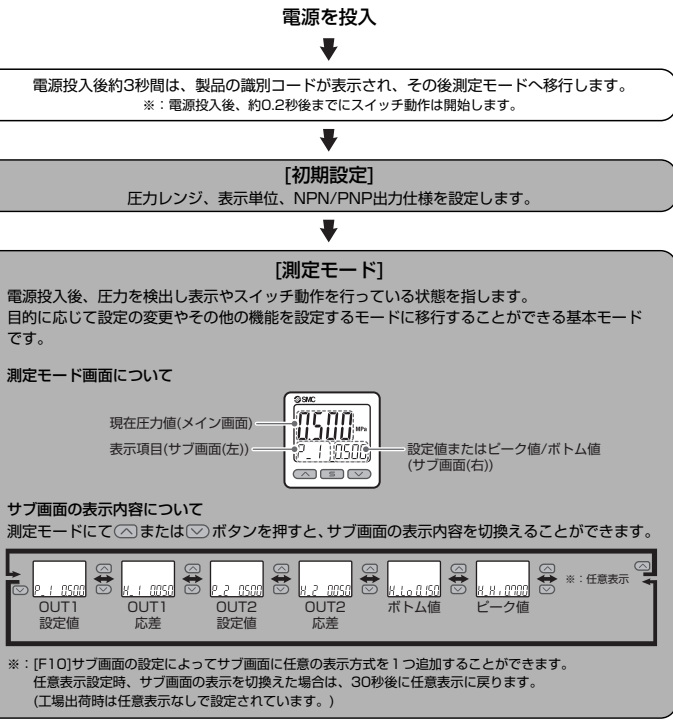 電源を投入
電源投入後約3秒間は、製品の識別コードが表示され、その後測定モードへ移行します。
※：電源投入後、約0.2秒後までにスイッチ動作は開始します。
[初期設定]
圧力レンジ、表示単位、NPN/PNP出力仕様を設定します。
[測定モード]
電源投入後、圧力を検出し表示やスイッチ動作を行っている状態を指します。
目的に応じて設定の変更やその他の機能を設定するモードに移行することができる基本モード
です。
測定モード画面について
SMC
現在圧力値(メイン画面)
0.500 MPa
表示項目(サブ画面(左))
P_1 0.500
設定値またはピーク値/ボトム値
(サブ画面(右))
S
サブ画面の表示内容について
測定モードにて または ボタンを押すと、サブ画面の表示内容を切換えることができます。
P_1 0.500 H_1 0.050 P_2 0.500 H_2 0.050 ※：任意表示
OUT1 OUT1 OUT2 OUT2 ボトム値 ピーク値
設定値 応差 設定値 応差
※：[F10]サブ画面の設定によってサブ画面に任意の表示方式を１つ追加することができます。
任意表示設定時、サブ画面の表示を切換えた場合は、30秒後に任意表示に戻ります。
(工場出荷時は任意表示なしで設定されています。)